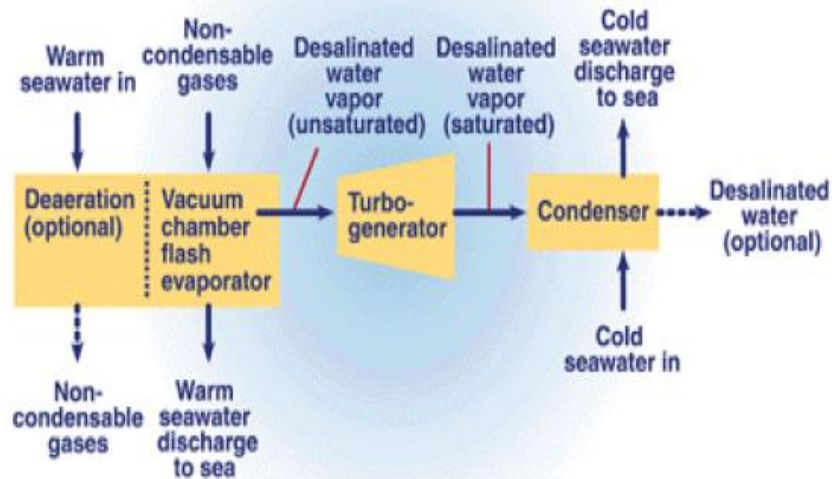 Warm
seawater in
Non-
condensable
gases
Desalinated
water
vapor
(unsaturated)
Desalinated
water
vapor
(saturated)
Cold
seawater
discharge
to sea
Deaeration
(optional)
Vacuum
chamber
flash
evaporator
Turbo-
generator
Condenser
Desalinated
water
(optional)
Non-
condensable
gases
Warm
seawater
discharge
to sea
Cold
seawater in